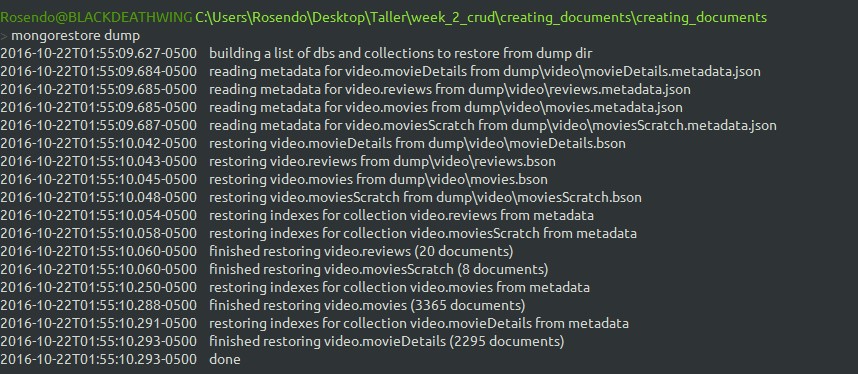 Rosendo@BLACKDEATHWING C:\Users\Rosendo\Desktop\Taller\week_2_crud\creating_documents\creating_documents
> mongorestore dump
2016-10-22T01:55:09.627-0500 building a list of dbs and collections to restore from dump dir
2016-10-22T01:55:09.684-0500 reading metadata for video.movieDetails from dump\video\movieDetails.metadata.json
2016-10-22T01:55:09.685-0500 reading metadata for video.reviews from dump\video\reviews.metadata.json
2016-10-22T01:55:09.685-0500 reading metadata for video.movies from dump\video\movies.metadata.json
2016-10-22T01:55:09.687-0500 reading metadata for video.moviesScratch from dump\video\moviesScratch.metadata.json
2016-10-22T01:55:10.042-0500 restoring video.movieDetails from dump\video\movieDetails.bson
2016-10-22T01:55:10.043-0500 restoring video.reviews from dump\video\reviews.bson
2016-10-22T01:55:10.045-0500 restoring video.movies from dump\video\movies.bson
2016-10-22T01:55:10.048-0500 restoring video.moviesScratch from dump\video\moviesScratch.bson
2016-10-22T01:55:10.054-0500 restoring indexes for collection video.reviews from metadata
2016-10-22T01:55:10.058-0500 restoring indexes for collection video.moviesScratch from metadata
2016-10-22T01:55:10.060-0500 finished restoring video.reviews (20 documents)
2016-10-22T01:55:10.060-0500 finished restoring video.moviesScratch (8 documents)
2016-10-22T01:55:10.250-0500 restoring indexes for collection video.movies from metadata
2016-10-22T01:55:10.288-0500 finished restoring video.movies (3365 documents)
2016-10-22T01:55:10.291-0500 restoring indexes for collection video.movieDetails from metadata
2016-10-22T01:55:10.293-0500 finished restoring video.movieDetails (2295 documents)
2016-10-22T01:55:10.293-0500 done